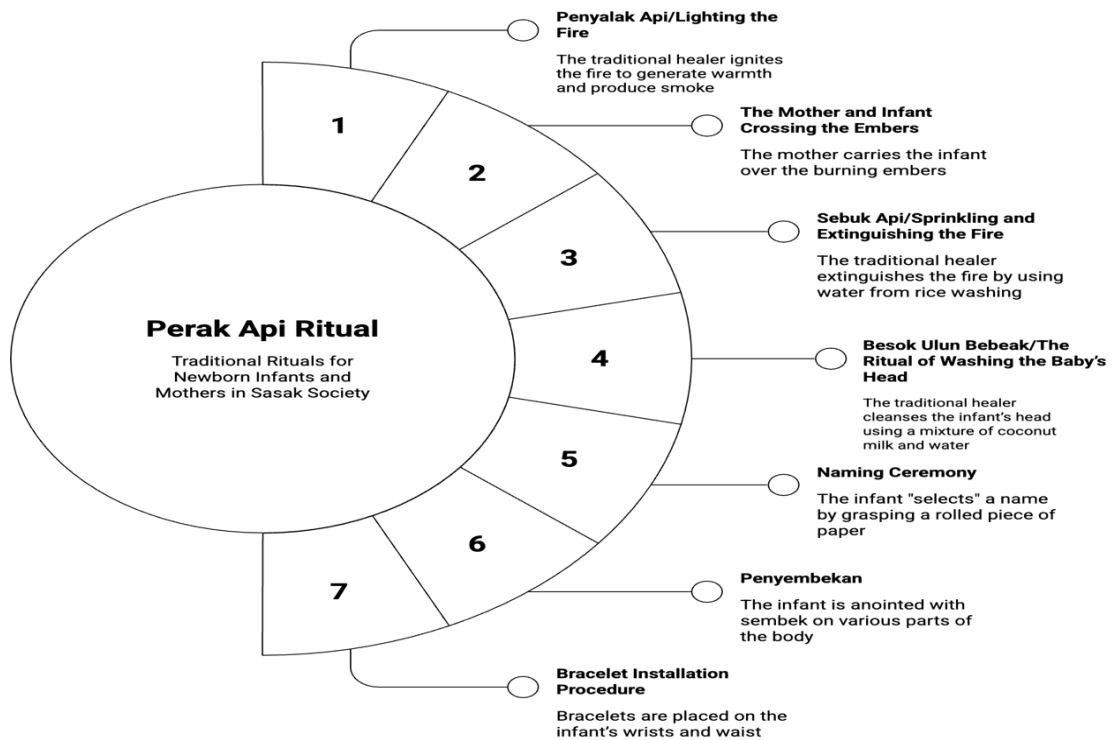 Perak Api Ritual
Traditional Rituals for
Newborn Infants and
Mothers in Sasak Society
1
Penyalak Api/Lighting the
Fire
The traditional healer ignites
the fire to generate warmth
and produce smoke
2
The Mother and Infant
Crossing the Embers
The mother carries the infant
over the burning embers
3
Sebuk Api/Sprinkling and
Extinguishing the Fire
The traditional healer
extinguishes the fire by using
water from rice washing
4
Besok Ulun Bebeak/The
Ritual of Washing the Baby's
Head
The traditional healer
cleanses the infant's head
using a mixture of coconut
milk and water
5
Naming Ceremony
The infant "selects" a name
by grasping a rolled piece of
paper
6
Penyembekan
The infant is anointed with
sembek on various parts of
the body
7
Bracelet Installation
Procedure
Bracelets are placed on the
infant's wrists and waist